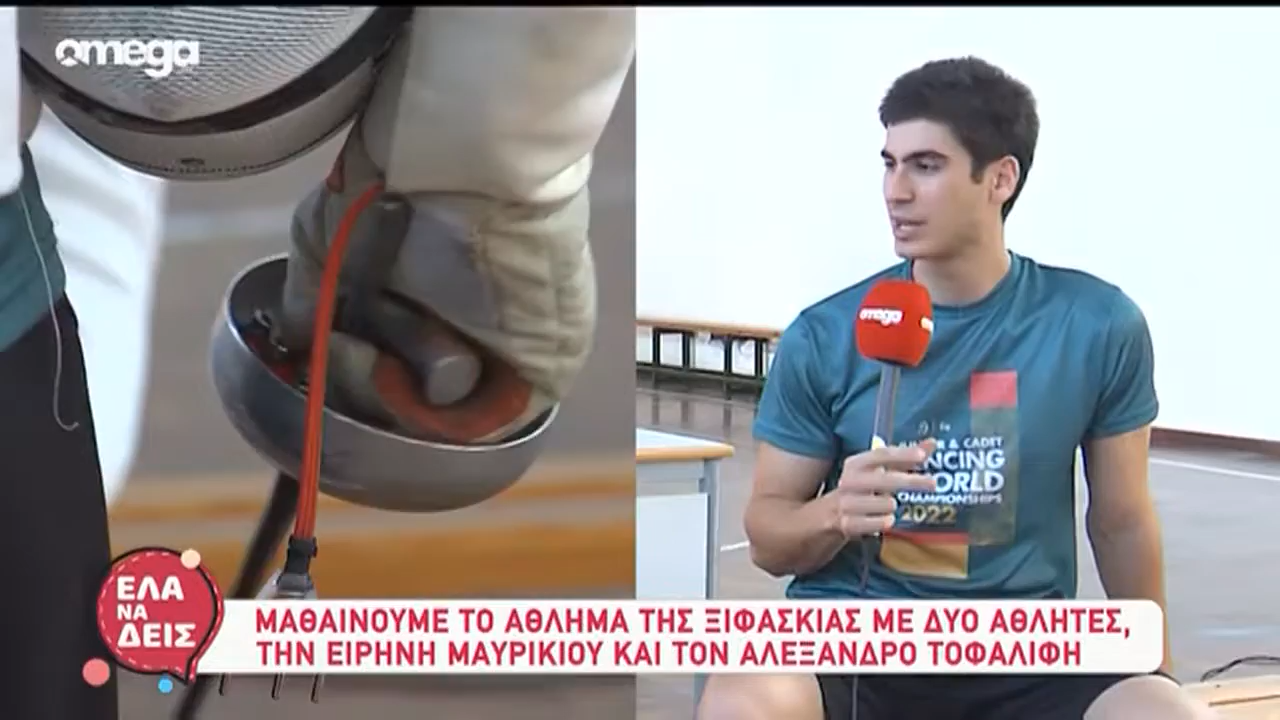 omega
omega
JUNIOR & CADET
FENCING
WORLD
CHAMPIONSHIPS
2022
ΕΛΑ
ΝΑ
ΔΕΙΣ
ΜΑΘΑΙΝΟΥΜΕ ΤΟ ΑΘΛΗΜΑ ΤΗΣ ΞΙΦΑΣΚΙΑΣ ΜΕ ΔΥΟ ΑΘΛΗΤΕΣ,
ΤΗΝ ΕΙΡΗΝΗ ΜΑΥΡΙΚΙΟΥ ΚΑΙ ΤΟΝ ΑΛΕΞΑΝΔΡΟ ΤΟΦΑΛΙΦΗ